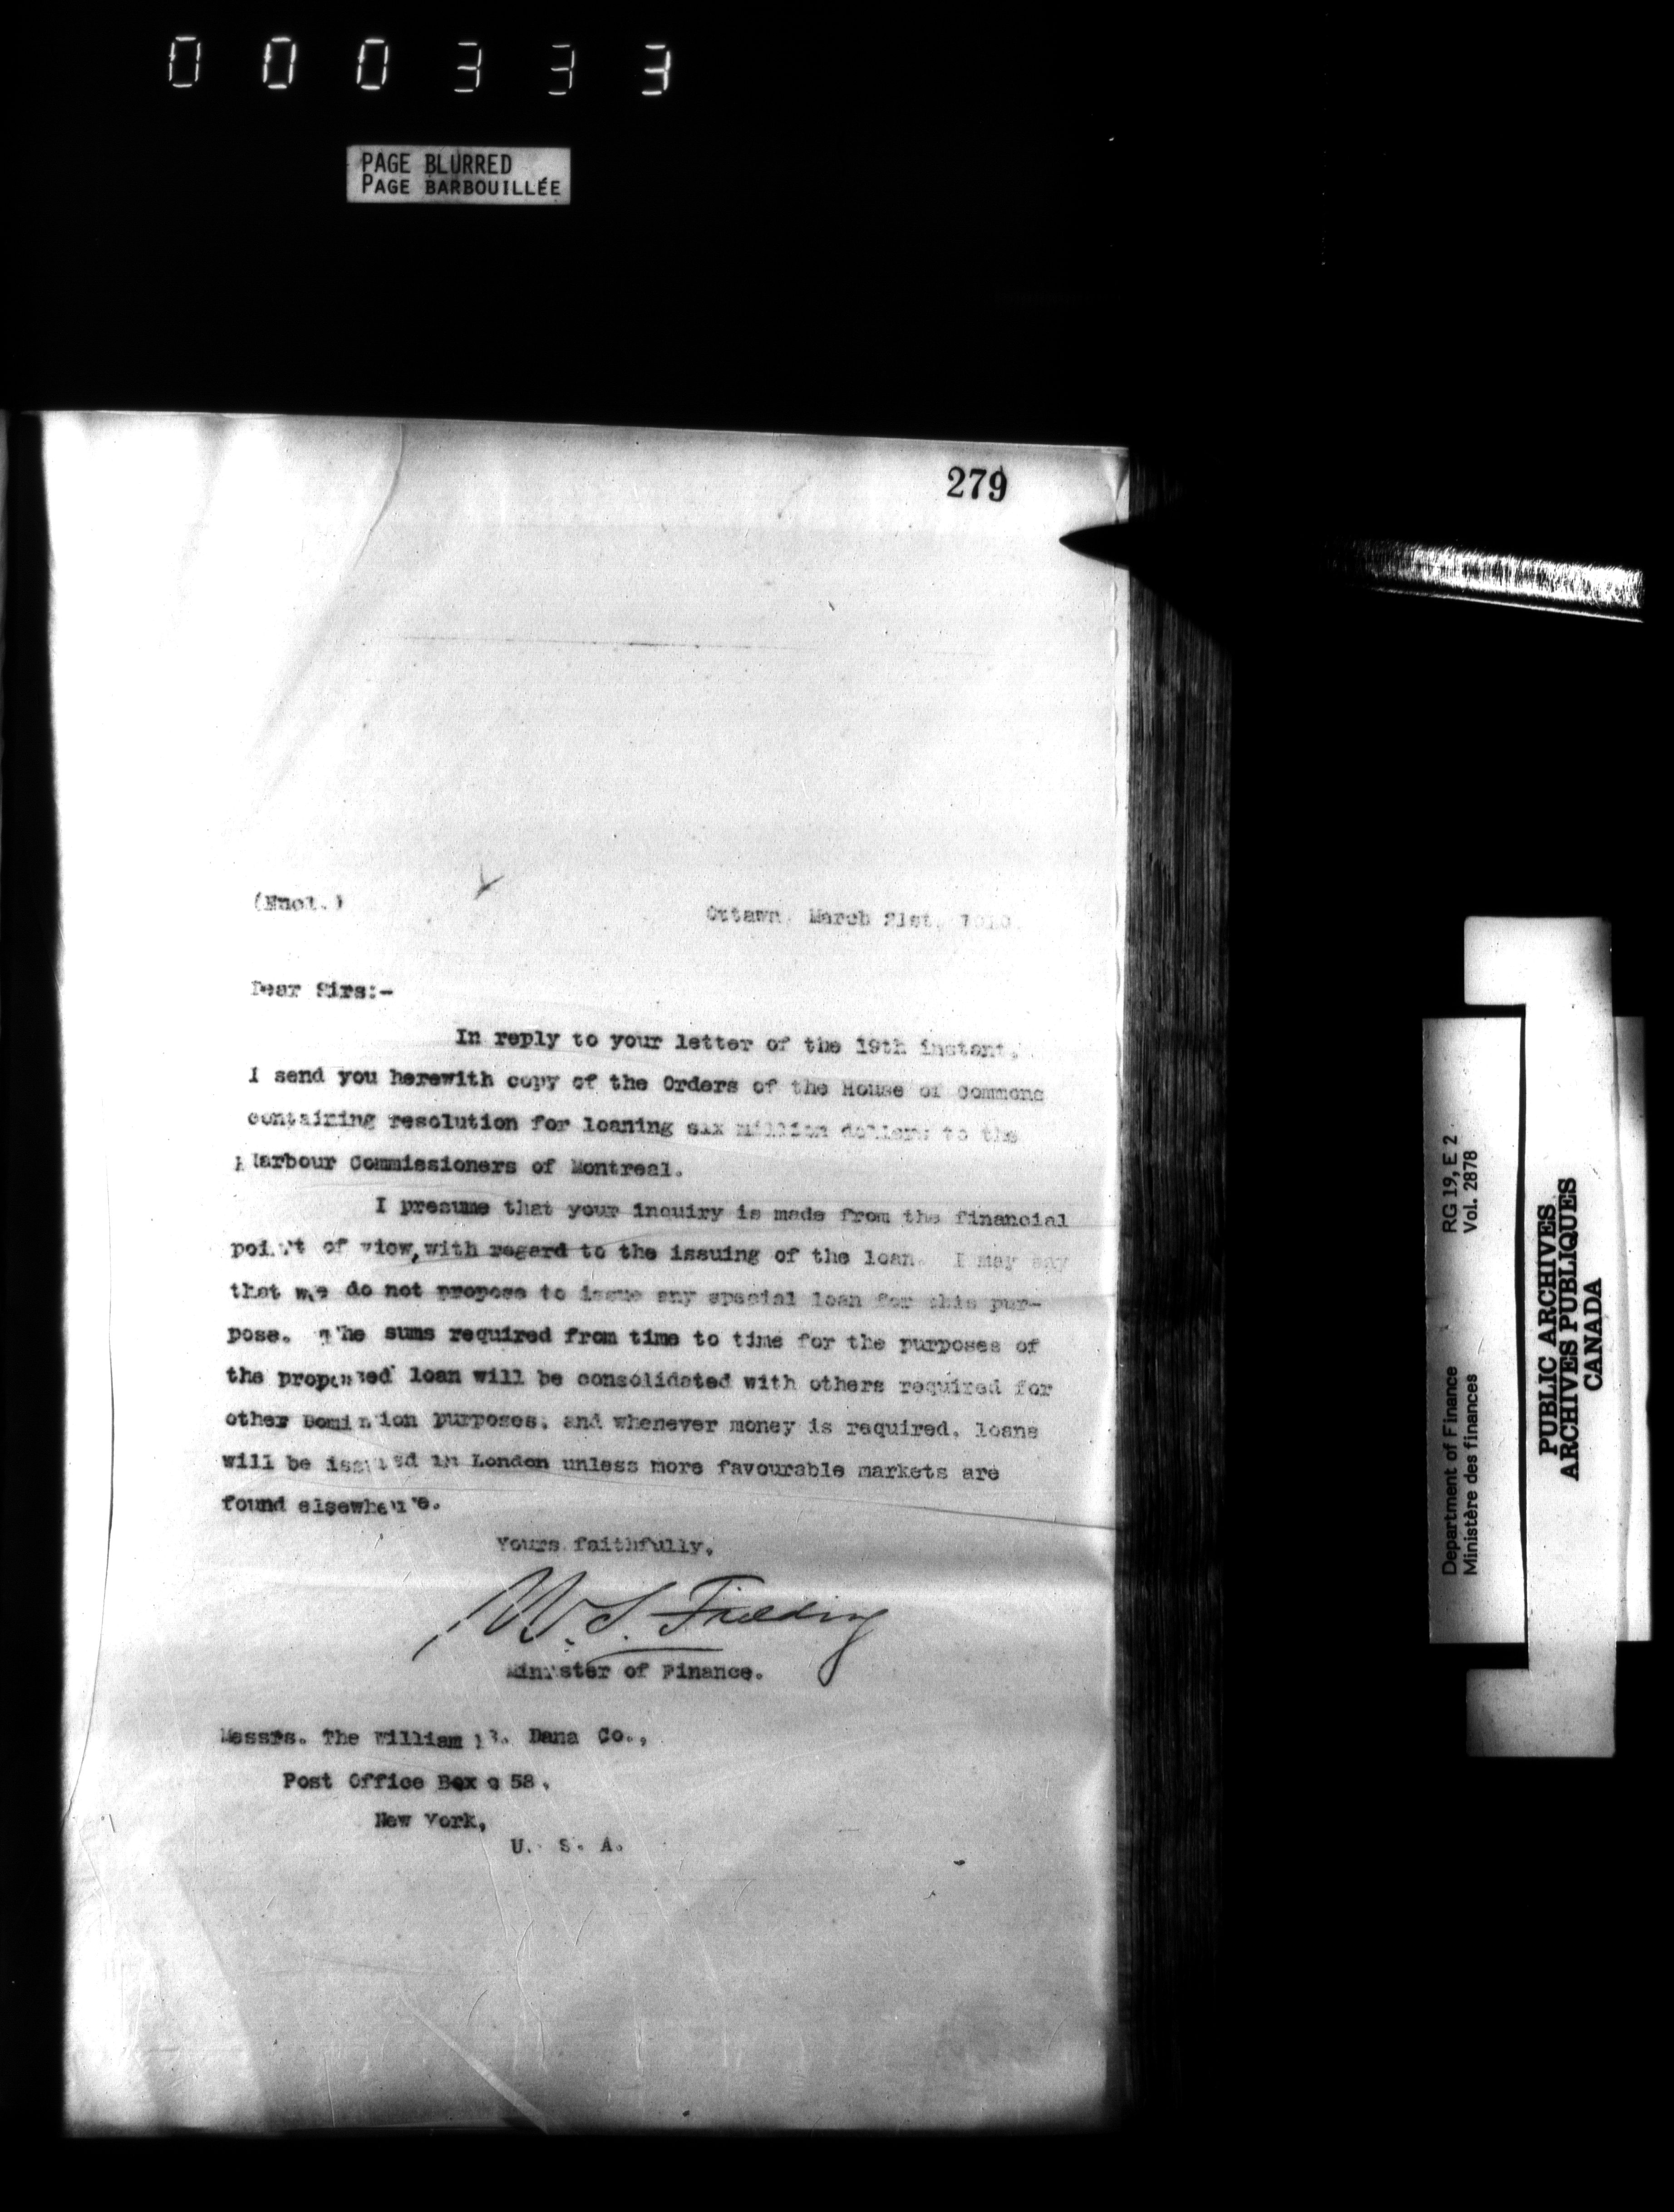 000333
PAGE BLURRED
PAGE BARBOUILLÉE
279
(Encl.)
Ottawa, March 21st, 1910.
Dear Sirs:-
In reply to your letter of the 19th instant,
I send you herewith copy of the Orders of the House of Commons
containing resolution for loaning six million dollars to the
Harbour Commissioners of Montreal.
I presume that your inquiry is made from the financial
point of view, with regard to the issuing of the loan. I may say
that we do not propose to issue any special loan for this pur-
pose. The sums required from time to time for the purposes of
the proposed loan will be consolidated with others required for
other Dominion purposes, and whenever money is required, loans
will be issued in London unless more favourable markets are
found elsewhere.
Yours faithfully,
W. S. Fielding
Minister of Finance.
Messrs. The William B. Dana Co.,
Post Office Box 58,
New York,
U. S. A.
Department of Finance RG 19, E 2
Ministère des finances Vol. 2878
PUBLIC ARCHIVES
ARCHIVES PUBLIQUES
CANADA